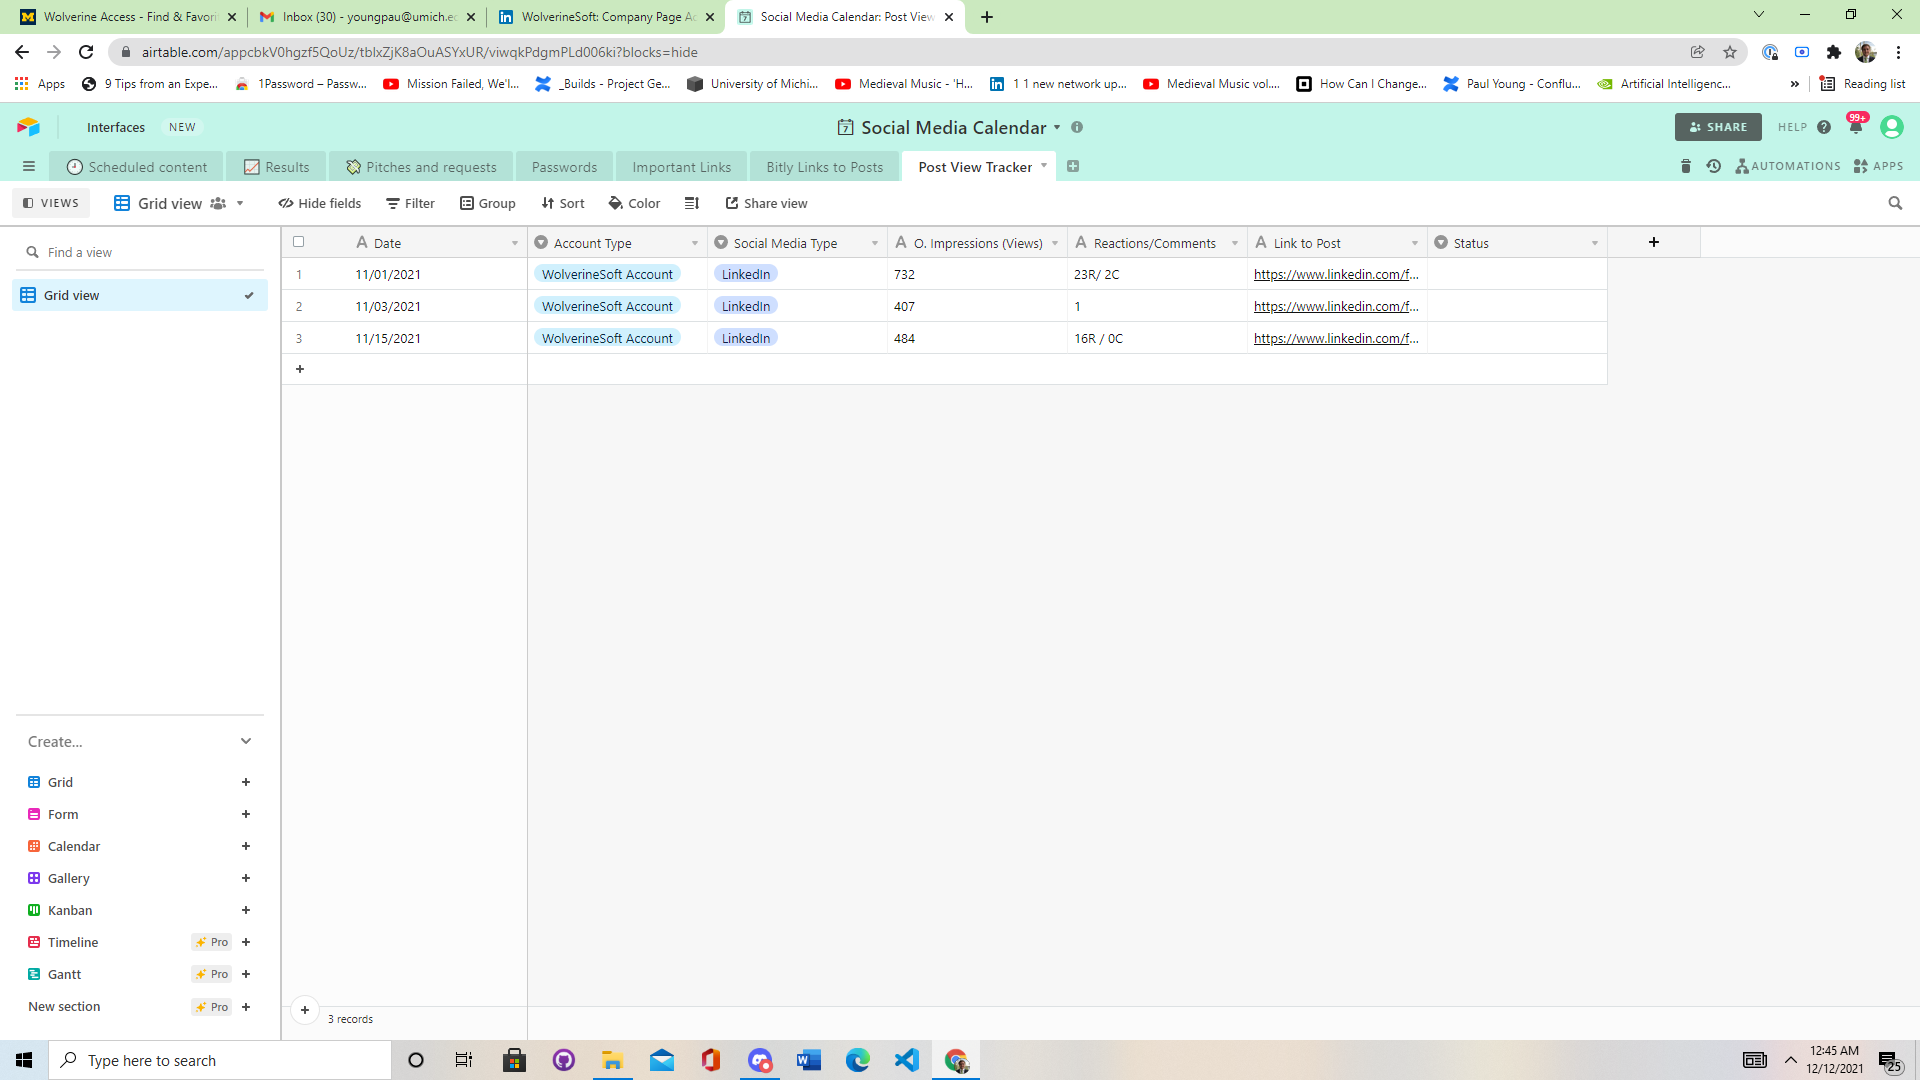 Wolverine Access - Find & Favori
Inbox (30) - youngpau@umich.ed
WolverineSoft: Company Page Ac
Social Media Calendar: Post View
airtable.com/appcbkV0hgzf5QoUz/tblxZjK8aOuASYxUR/viwqkPdgmPLd006ki?blocks=hide
Apps
9 Tips from an Expe...
1Password – Passw...
Mission Failed, We'l...
_Builds - Project Ge...
University of Michi...
Medieval Music - 'H...
1 1 new network up...
Medieval Music vol....
How Can I Change...
Paul Young - Conflu...
Artificial Intelligenc...
»
Reading list
Interfaces
NEW
Social Media Calendar
SHARE
HELP
99+
Scheduled content
Results
Pitches and requests
Passwords
Important Links
Bitly Links to Posts
Post View Tracker
AUTOMATIONS
APPS
VIEWS
Grid view
Hide fields
Filter
Group
Sort
Color
Share view
Find a view
Grid view
Date Account Type Social Media Type O. Impressions (Views) Reactions/Comments Link to Post Status
1 11/01/2021 WolverineSoft Account LinkedIn 732 23R/ 2C https://www.linkedin.com/f...
2 11/03/2021 WolverineSoft Account LinkedIn 407 1 https://www.linkedin.com/f...
3 11/15/2021 WolverineSoft Account LinkedIn 484 16R / 0C https://www.linkedin.com/f...
Create...
Grid
Form
Calendar
Gallery
Kanban
Timeline Pro
Gantt Pro
New section Pro
3 records
Type here to search
12:45 AM
12/12/2021
25